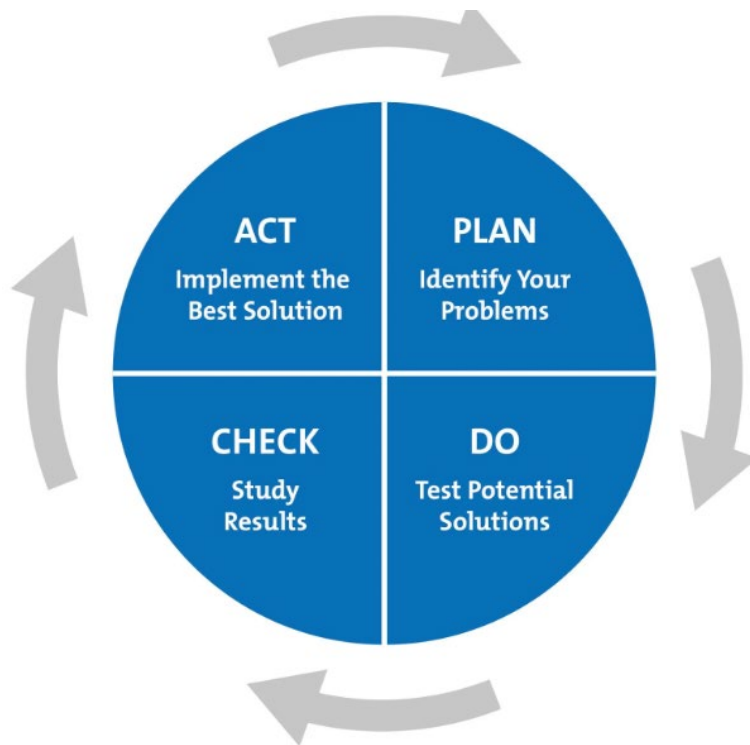 ACT
Implement the
Best Solution
PLAN
Identify Your
Problems
CHECK
Study
Results
DO
Test Potential
Solutions